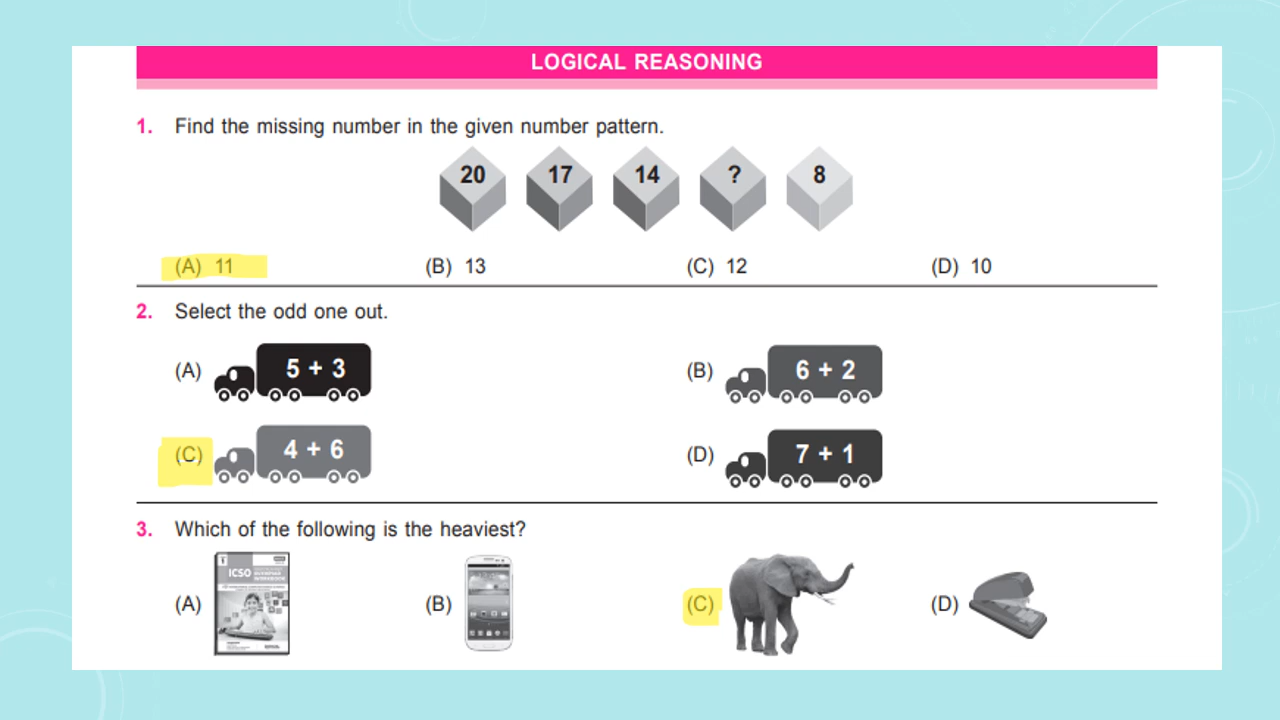 LOGICAL REASONING
1. Find the missing number in the given number pattern.
20 17 14 ? 8
(A) 11 (B) 13 (C) 12 (D) 10
2. Select the odd one out.
(A) 5 + 3 (B) 6 + 2
(C) 4 + 6 (D) 7 + 1
3. Which of the following is the heaviest?
ICSO
(A) (B) (C) (D)